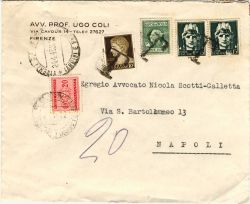 AVV. PROF. UGO COLI
VIA CAVOUR 14 - TELEF. 27627
FIRENZE
Egregio Avvocato Nicola Scotti-Galletta
Via S. Bartolomeo 13
NAPOLI
20